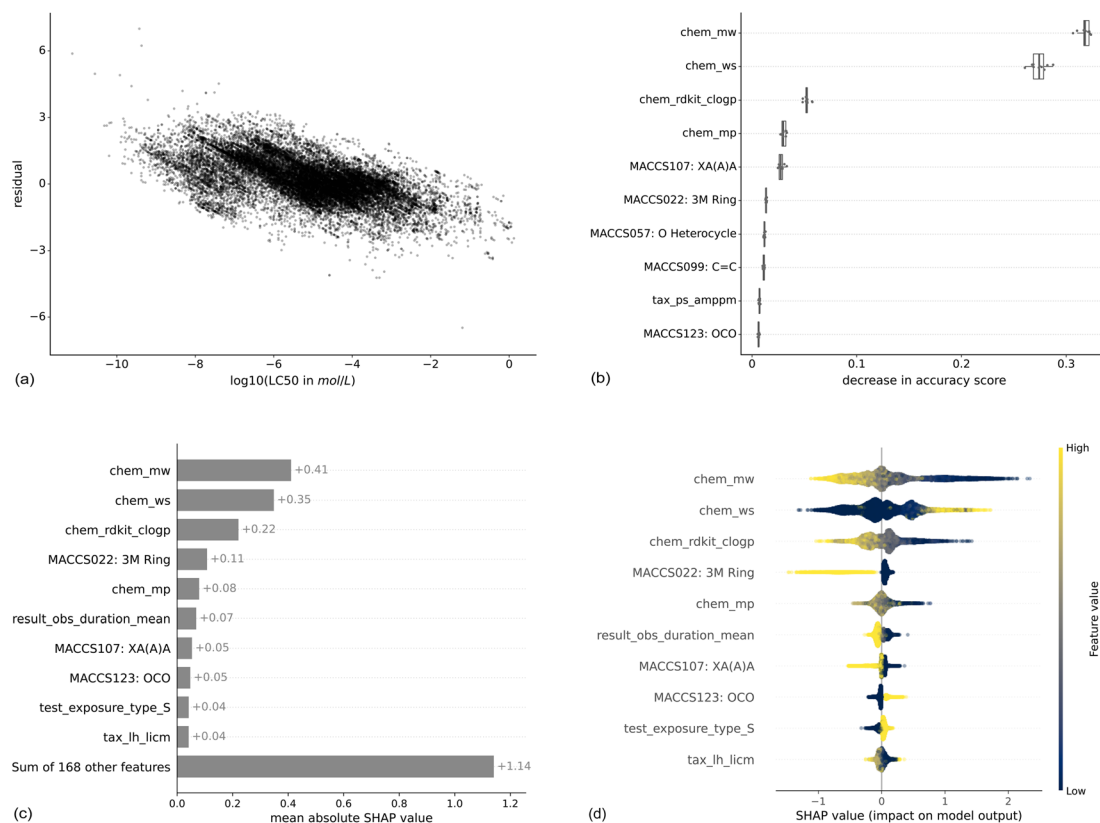 6
3
0
−3
−6
residual
−10
−8
−6
−4
−2
0
log10(LC50 in mol/L)
(a)
chem_mw
chem_ws
chem_rdkit_clogp
chem_mp
MACCS107: XA(A)A
MACCS022: 3M Ring
MACCS057: O Heterocycle
MACCS099: C=C
tax_ps_amppm
MACCS123: OCO
0
0.1
0.2
0.3
decrease in accuracy score
(b)
chem_mw
+0.41
chem_ws
+0.35
chem_rdkit_clogp
+0.22
MACCS022: 3M Ring
+0.11
chem_mp
+0.08
result_obs_duration_mean
+0.07
MACCS107: XA(A)A
+0.05
MACCS123: OCO
+0.05
test_exposure_type_S
+0.04
tax_lh_licm
+0.04
Sum of 168 other features
+1.14
0.0
0.2
0.4
0.6
0.8
1.0
1.2
mean absolute SHAP value
(c)
High
chem_mw
chem_ws
chem_rdkit_clogp
MACCS022: 3M Ring
chem_mp
result_obs_duration_mean
MACCS107: XA(A)A
MACCS123: OCO
test_exposure_type_S
tax_lh_licm
Feature value
Low
−1
0
1
2
SHAP value (impact on model output)
(d)